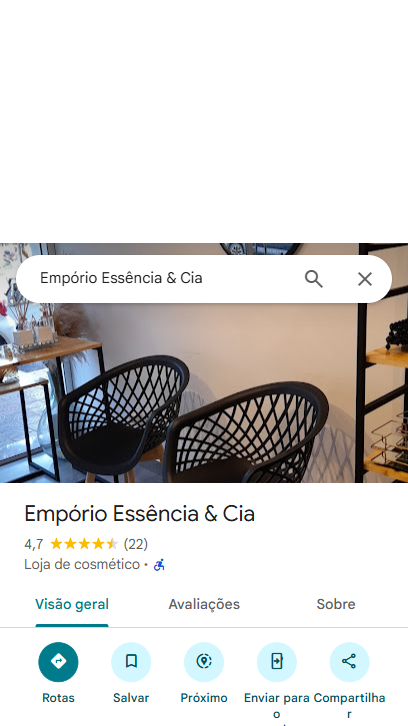 Empório Essência & Cia
Empório Essência & Cia
4,7 (22)
Loja de cosmético ·
Visão geral Avaliações Sobre
Rotas Salvar Próximo Enviar para Compartilha
o r